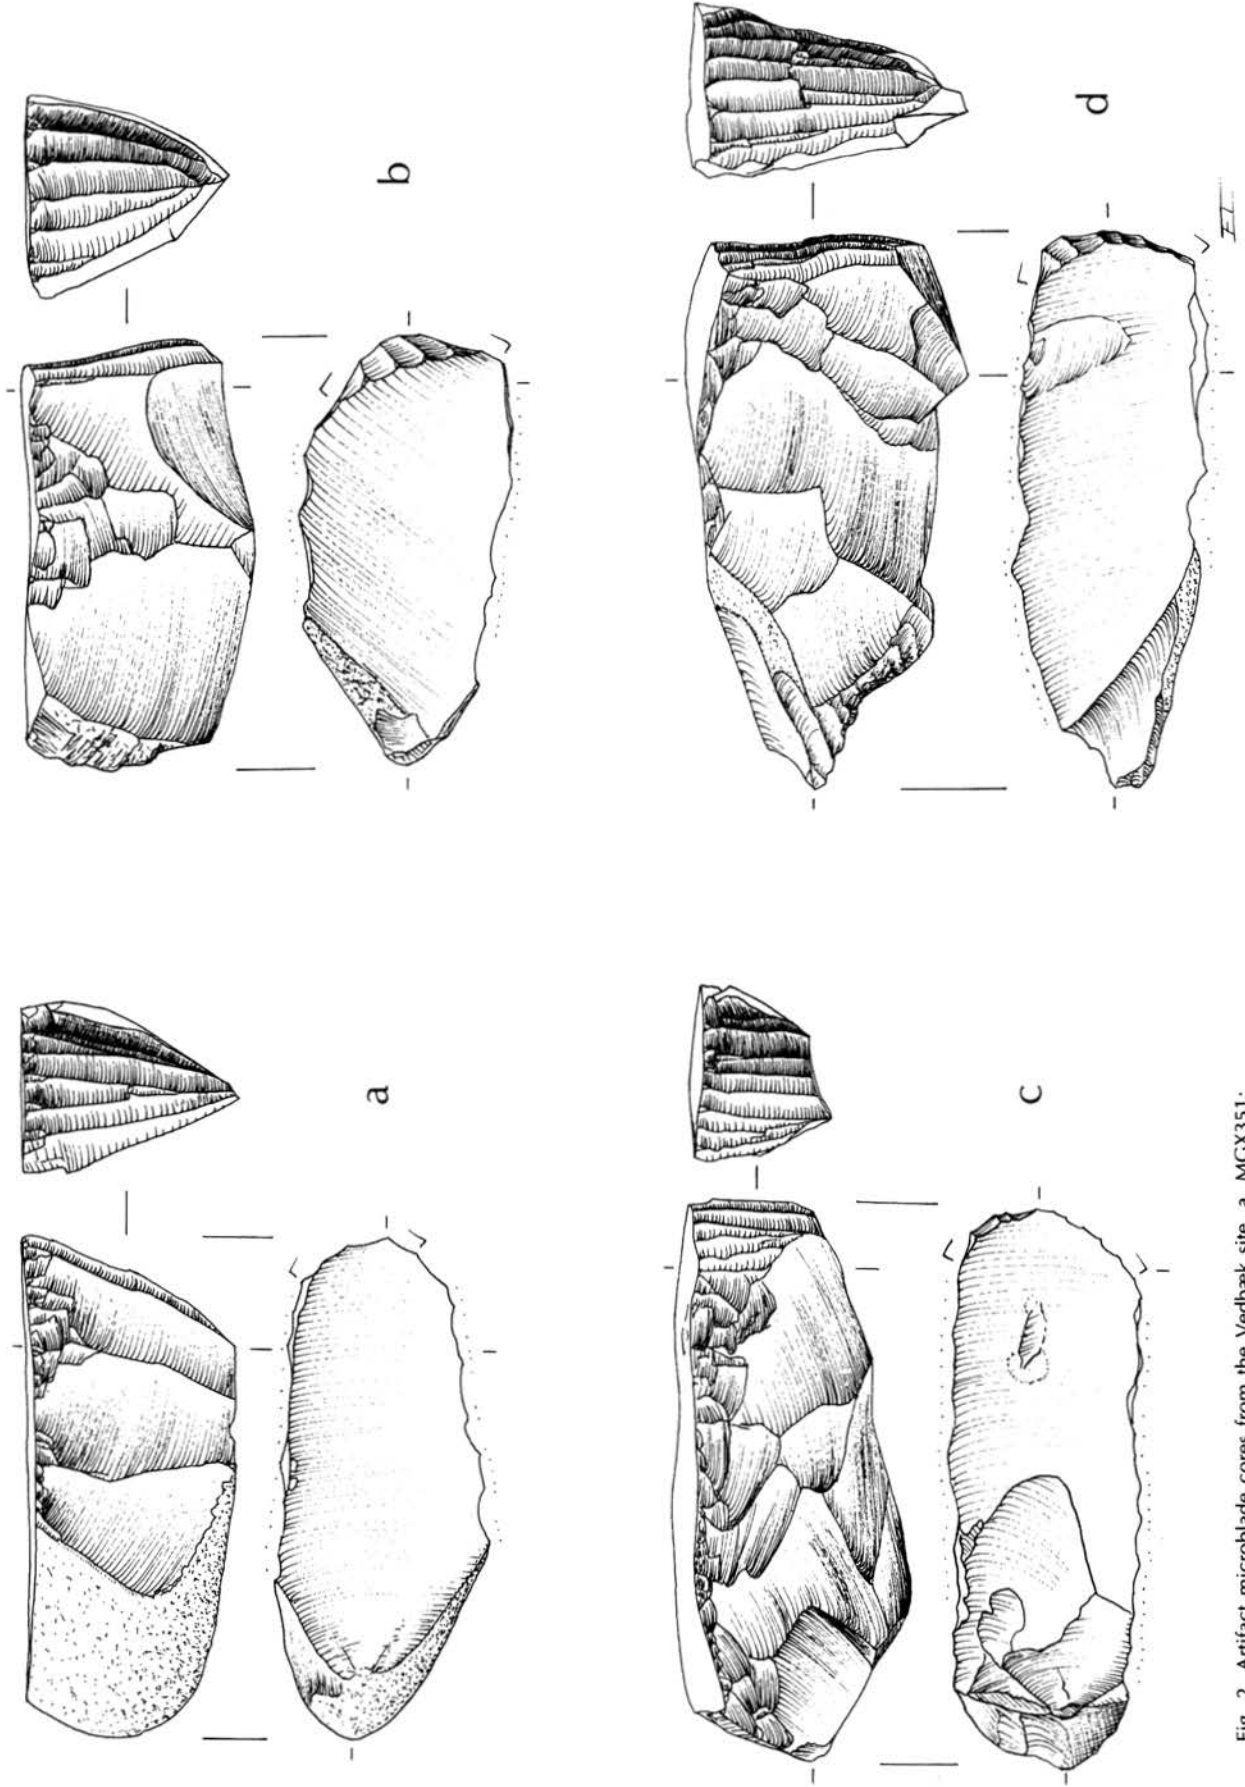 a
b
c
d
Fig. 2. Artifact microblade cores from the Vedbæk site. a. MGX351: